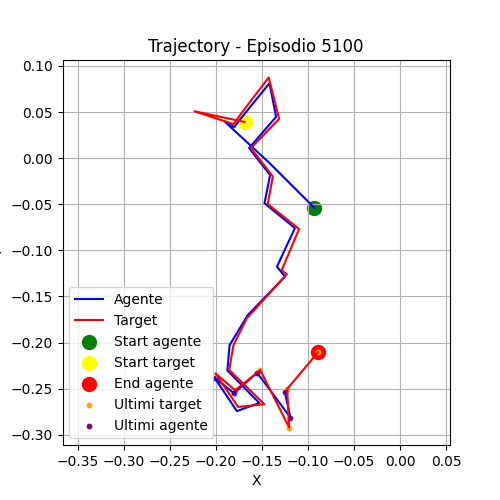 Trajectory - Episodio 5100
0.10
0.05
0.00
−0.05
−0.10
−0.15
−0.20
−0.25
−0.30
Agente
Target
Start agente
Start target
End agente
Ultimi target
Ultimi agente
−0.35 −0.30 −0.25 −0.20 −0.15 −0.10 −0.05 0.00 0.05
X